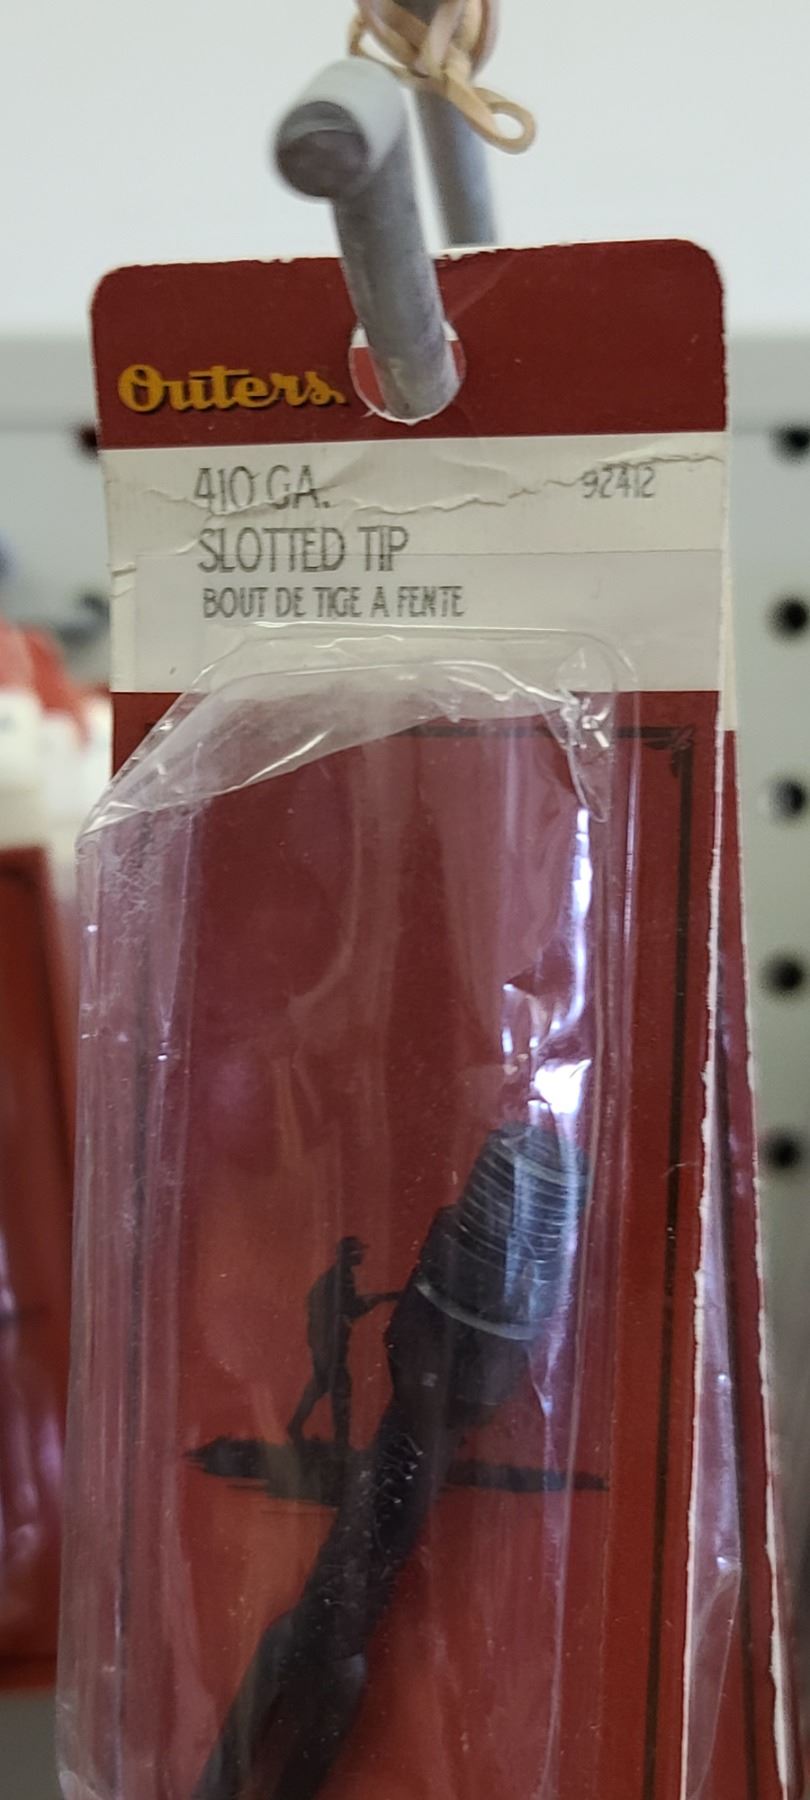 Outers
410 GA. 92412
SLOTTED TIP
BOUT DE TIGE A FENTE